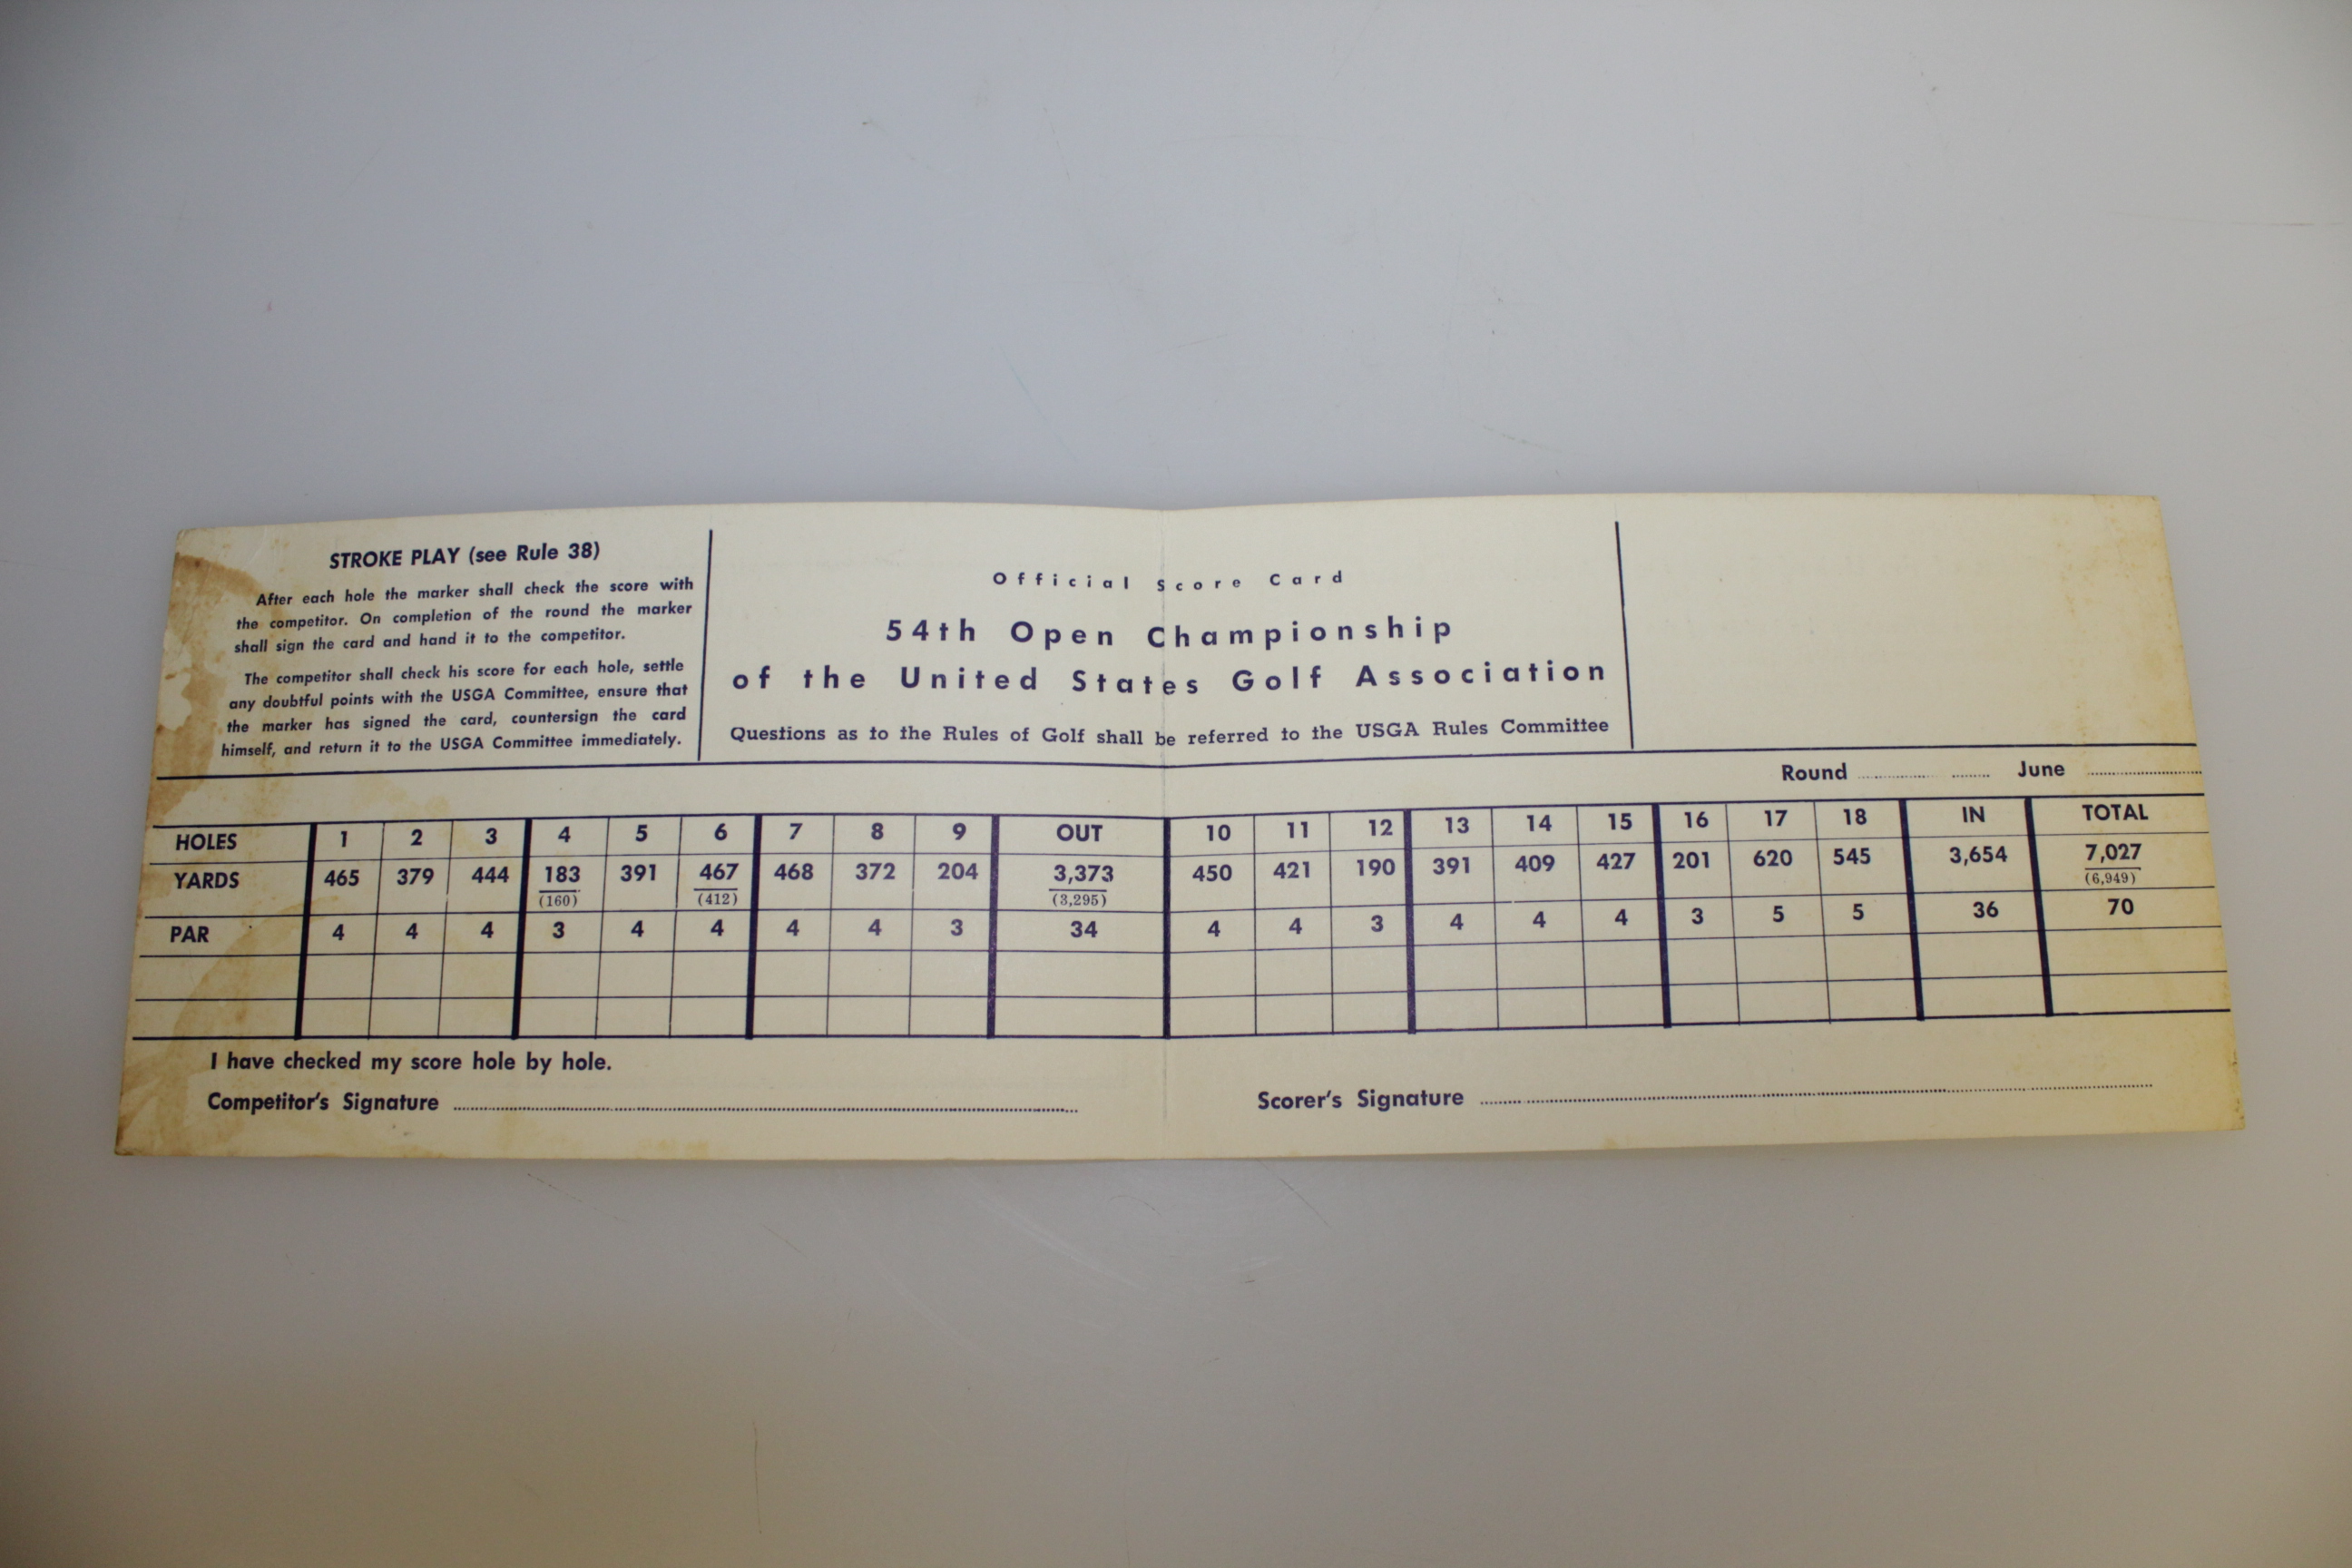 STROKE PLAY (see Rule 38)
After each hole the marker shall check the score with
the competitor. On completion of the round the marker
shall sign the card and hand it to the competitor.
The competitor shall check his score for each hole, settle
any doubtful points with the USGA Committee, ensure that
the marker has signed the card, countersign the card
himself, and return it to the USGA Committee immediately.
Official Score Card
54th Open Championship
of the United States Golf Association
Questions as to the Rules of Golf shall be referred to the USGA Rules Committee
Round June
HOLES 1 2 3 4 5 6 7 8 9 OUT 10 11 12 13 14 15 16 17 18 IN TOTAL
YARDS 465 379 444 183 391 467 468 372 204 3,373 450 421 190 391 409 427 201 620 545 3,654 7,027
(160) (412) (3,295) (6,949)
PAR 4 4 4 3 4 4 4 4 3 34 4 4 3 4 4 4 3 5 5 36 70
I have checked my score hole by hole.
Competitor's Signature
Scorer's Signature